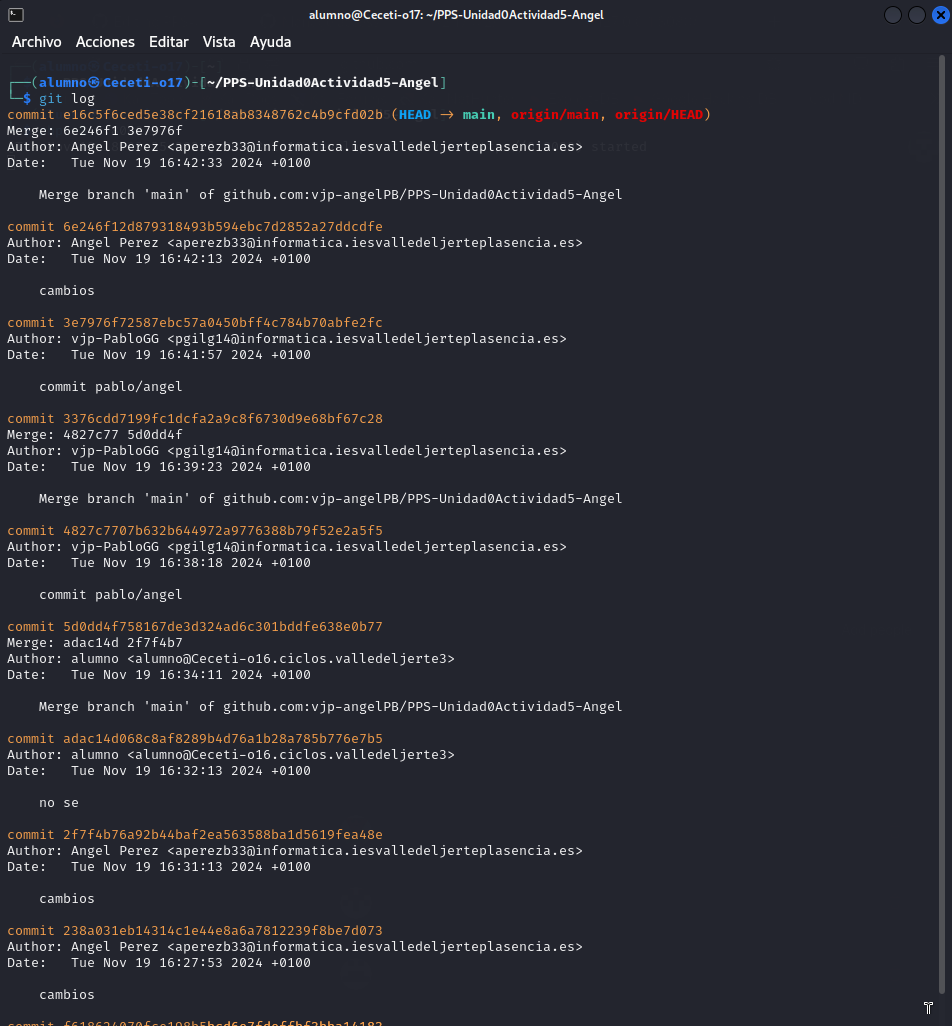 alumno@Ceceti-o17: ~/PPS-Unidad0Actividad5-Angel
Archivo Acciones Editar Vista Ayuda
┌──(alumno㉿Ceceti-o17)-[~/PPS-Unidad0Actividad5-Angel]
└─$ git log
commit e16c5f6ced5e38cf21618ab8348762c4b9cfd02b (HEAD -> main, origin/main, origin/HEAD)
Merge: 6e246f1 3e7976f
Author: Angel Perez <aperezb33@informatica.iesvalledeljerteplasencia.es>
Date:   Tue Nov 19 16:42:33 2024 +0100
    Merge branch 'main' of github.com:vjp-angelPB/PPS-Unidad0Actividad5-Angel
commit 6e246f12d879318493b594ebc7d2852a27ddcdfe
Author: Angel Perez <aperezb33@informatica.iesvalledeljerteplasencia.es>
Date:   Tue Nov 19 16:42:13 2024 +0100
    cambios
commit 3e7976f72587ebc57a0450bff4c784b70abfe2fc
Author: vjp-PabloGG <pgilg14@informatica.iesvalledeljerteplasencia.es>
Date:   Tue Nov 19 16:41:57 2024 +0100
    commit pablo/angel
commit 3376cdd7199fc1dcfa2a9c8f6730d9e68bf67c28
Merge: 4827c77 5d0dd4f
Author: vjp-PabloGG <pgilg14@informatica.iesvalledeljerteplasencia.es>
Date:   Tue Nov 19 16:39:23 2024 +0100
    Merge branch 'main' of github.com:vjp-angelPB/PPS-Unidad0Actividad5-Angel
commit 4827c7707b632b644972a9776388b79f52e2a5f5
Author: vjp-PabloGG <pgilg14@informatica.iesvalledeljerteplasencia.es>
Date:   Tue Nov 19 16:38:18 2024 +0100
    commit pablo/angel
commit 5d0dd4f758167de3d324ad6c301bddfe638e0b77
Merge: adac14d 2f7f4b7
Author: alumno <alumno@Ceceti-o16.ciclos.valledeljerte3>
Date:   Tue Nov 19 16:34:11 2024 +0100
    Merge branch 'main' of github.com:vjp-angelPB/PPS-Unidad0Actividad5-Angel
commit adac14d068c8af8289b4d76a1b28a785b776e7b5
Author: alumno <alumno@Ceceti-o16.ciclos.valledeljerte3>
Date:   Tue Nov 19 16:32:13 2024 +0100
    no se
commit 2f7f4b76a92b44baf2ea563588ba1d5619fea48e
Author: Angel Perez <aperezb33@informatica.iesvalledeljerteplasencia.es>
Date:   Tue Nov 19 16:31:13 2024 +0100
    cambios
commit 238a031eb14314c1e44e8a6a7812239f8be7d073
Author: Angel Perez <aperezb33@informatica.iesvalledeljerteplasencia.es>
Date:   Tue Nov 19 16:27:53 2024 +0100
    cambios
commit